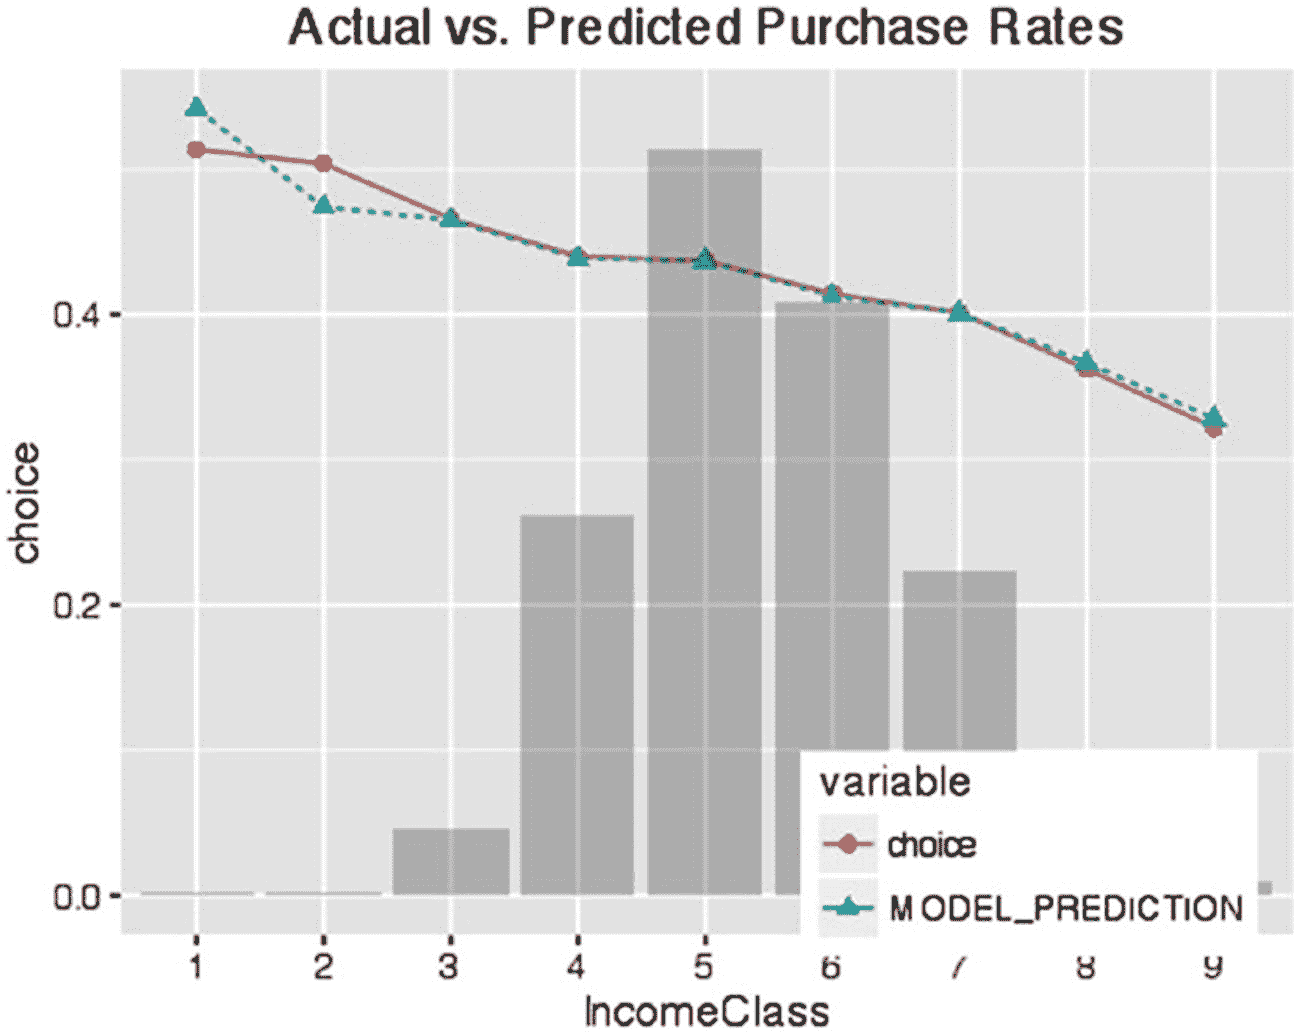 Actual vs. Predicted Purchase Rates
choice
0.4
0.2
0.0
variable
choice
MODEL_PREDICTION
1 2 3 4 5 6 7 8 9
IncomeClass